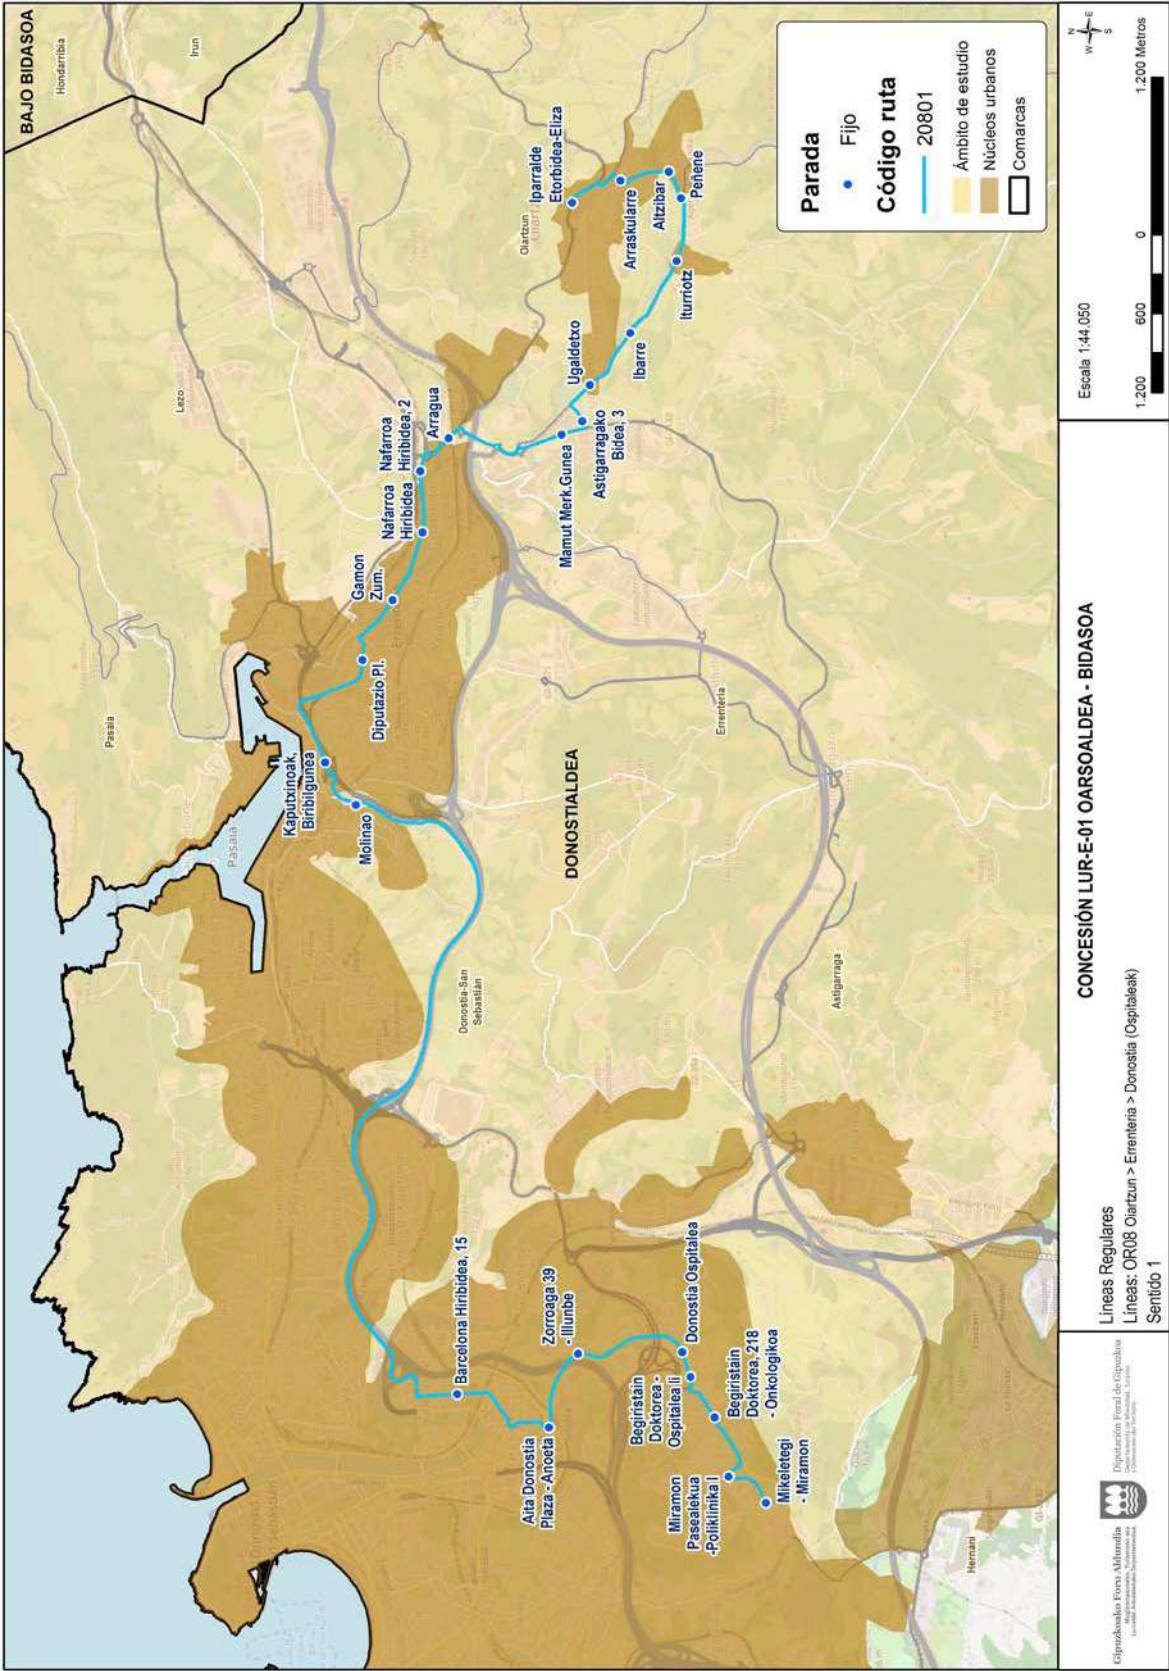 BAJO BIDASOA
Hondarribia
Irun
Lezo
Pasaia
Pasaia
Oiartzun
Iparralde
Etorbidea-Eliza
Arraskularre
Altzibar
Peñene
Iturriotz
Ibarre
Ugaldetxo
Astigarragako
Bidea, 3
Mamut Merk.Gunea
Arragua
Nafarroa
Hiribidea, 2
Nafarroa
Hiribidea
Gamon
Zum.
Diputazio Pl.
Kaputxinoak,
Biribilgunea
Molinao
DONOSTIALDEA
Errenteria
Donostia-San
Sebastián
Astigarraga
Barcelona Hiribidea, 15
Aita Donostia
Plaza - Anoeta
Zorroaga 39
- Illunbe
Donostia Ospitalea
Begiristain
Doktorea -
Ospitalea Ii
Begiristain
Doktorea, 218
- Onkologikoa
Miramon
Pasealekua
-Poliklinika I
Mikeletegi
- Miramon
Hernani
Parada
Fijo
Código ruta
20801
Ámbito de estudio
Núcleos urbanos
Comarcas
Gipuzkoako Foru Aldundia
Diputación Foral de Gipuzkoa
CONCESIÓN LUR-E-01 OARSOALDEA - BIDASOA
Líneas Regulares
Líneas: OR08 Oiartzun > Errenteria > Donostia (Ospitaleak)
Sentido 1
Escala 1:44.050
1.200 600 0 1.200 Metros
N
W E
S